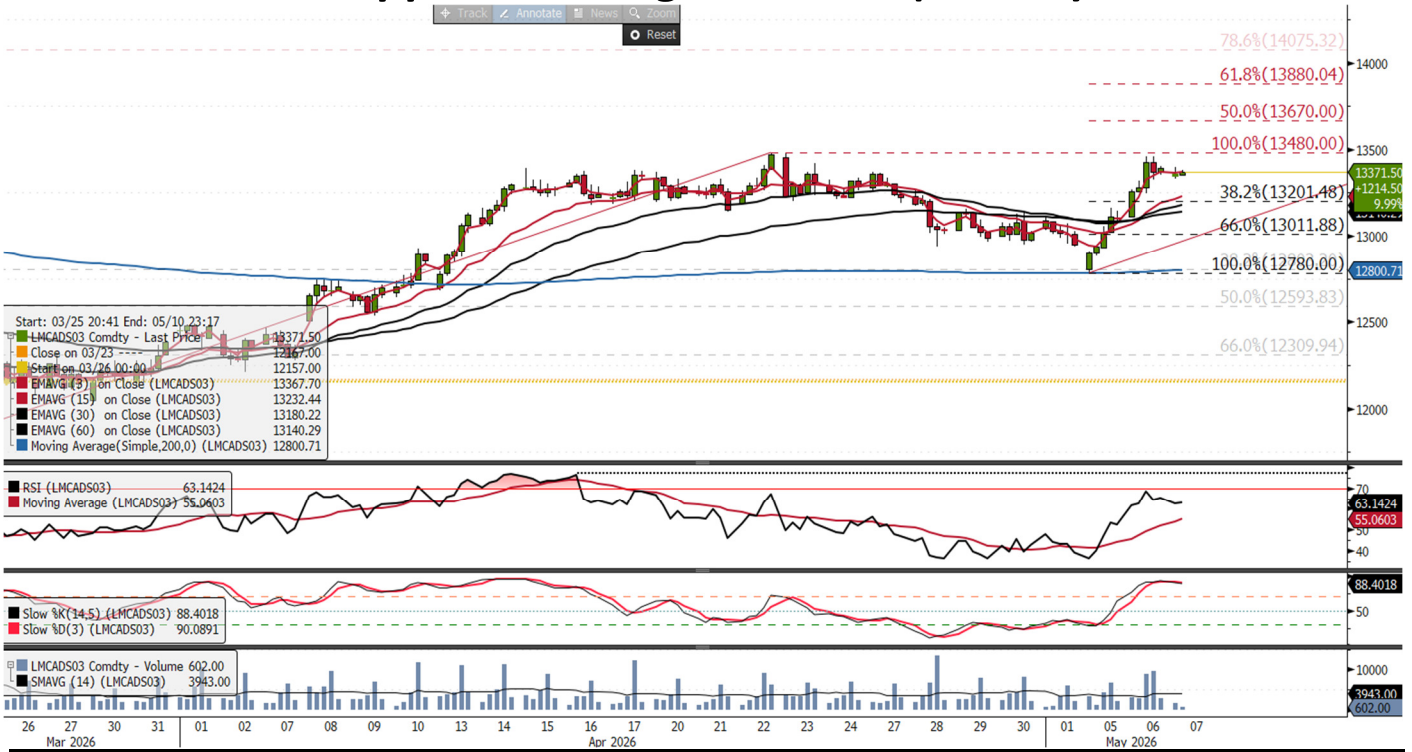 Track Annotate News Zoom
Reset
78.6%(14075.32)
61.8%(13880.04)
50.0%(13670.00)
100.0%(13480.00)
38.2%(13201.48)
66.0%(13011.88)
100.0%(12780.00)
50.0%(12593.83)
66.0%(12309.94)
14000
13500
13371.50
+1214.50
9.99%
13000
12800.71
12500
12000
Start: 03/25 20:41 End: 05/10 23:17
LMCADS03 Comdty - Last Price 13371.50
Close on 03/23 ---- 12167.00
Start on 03/26 00:00 12157.00
EMAVG (3) on Close (LMCADS03) 13367.70
EMAVG (15) on Close (LMCADS03) 13232.44
EMAVG (30) on Close (LMCADS03) 13180.22
EMAVG (60) on Close (LMCADS03) 13140.29
Moving Average(Simple,200,0) (LMCADS03) 12800.71
RSI (LMCADS03) 63.1424
Moving Average (LMCADS03) 55.0603
70
63.1424
55.0603
50
40
Slow %K(14,5) (LMCADS03) 88.4018
Slow %D(3) (LMCADS03) 90.0891
88.4018
50
LMCADS03 Comdty - Volume 602.00
SMAVG (14) (LMCADS03) 3943.00
10000
3943.00
602.00
26 27 30 31 01 02 07 08 09 10 13 14 15 16 17 20 21 22 23 24 27 28 29 30 01 05 06 07
Mar 2026 Apr 2026 May 2026